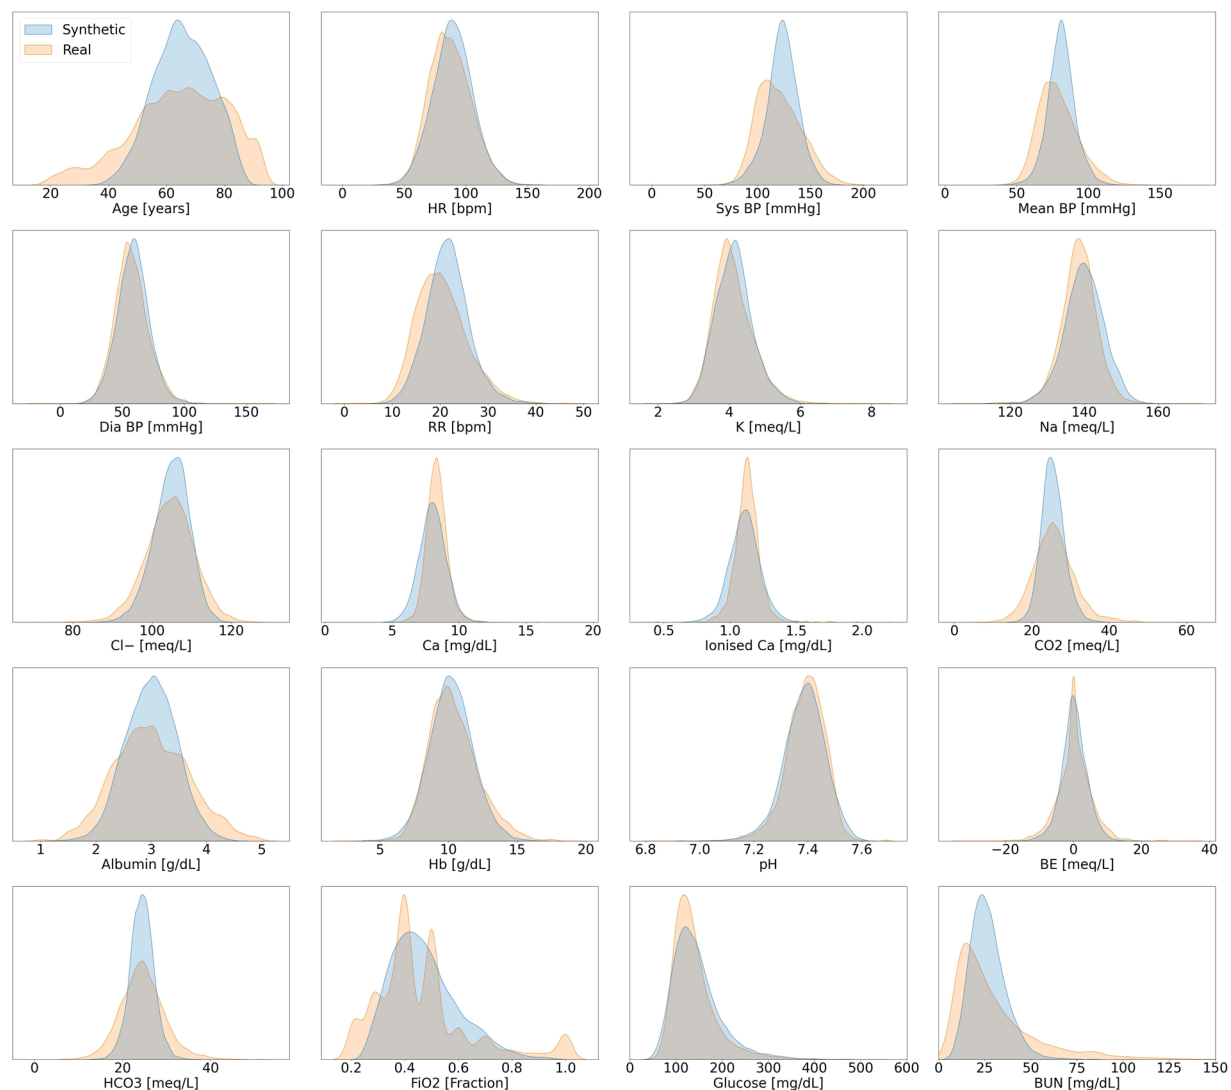 Synthetic
Real
20 40 60 80 100
Age [years]
0 50 100 150 200
HR [bpm]
0 50 100 150 200
Sys BP [mmHg]
0 50 100 150
Mean BP [mmHg]
0 50 100 150
Dia BP [mmHg]
0 10 20 30 40 50
RR [bpm]
2 4 6 8
K [meq/L]
120 140 160
Na [meq/L]
80 100 120
Cl− [meq/L]
0 5 10 15 20
Ca [mg/dL]
0.5 1.0 1.5 2.0
Ionised Ca [mg/dL]
0 20 40 60
CO2 [meq/L]
1 2 3 4 5
Albumin [g/dL]
5 10 15 20
Hb [g/dL]
6.8 7.0 7.2 7.4 7.6
pH
−20 0 20 40
BE [meq/L]
0 20 40
HCO3 [meq/L]
0.2 0.4 0.6 0.8 1.0
FiO2 [Fraction]
0 100 200 300 400 500 600
Glucose [mg/dL]
0 25 50 75 100 125 150
BUN [mg/dL]